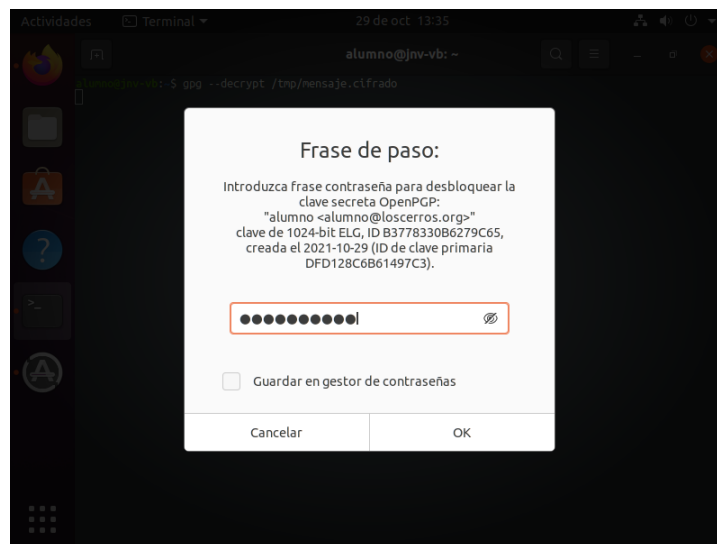 Actividades Terminal 29 de oct 13:35
alumno@jnv-vb: ~
alumno@jnv-vb:~$ gpg --decrypt /tmp/mensaje.cifrado
Frase de paso:
Introduzca frase contraseña para desbloquear la
clave secreta OpenPGP:
"alumno <alumno@loscerros.org>"
clave de 1024-bit ELG, ID B3778330B6279C65,
creada el 2021-10-29 (ID de clave primaria
DFD128C6B61497C3).
Guardar en gestor de contraseñas
Cancelar OK